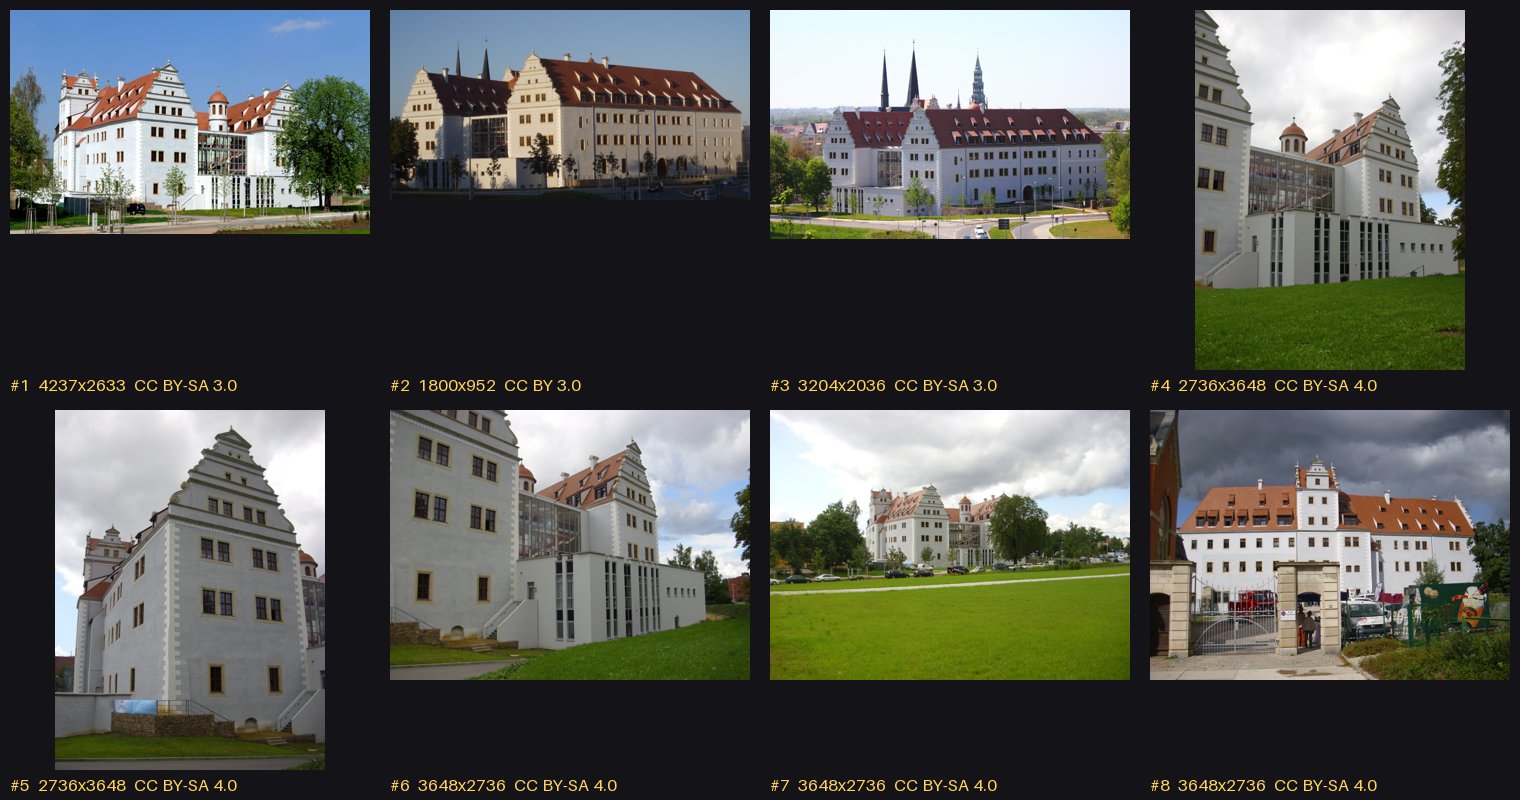 #1 4237x2633 CC BY-SA 3.0
#2 1800x952 CC BY 3.0
#3 3204x2036 CC BY-SA 3.0
#4 2736x3648 CC BY-SA 4.0
#5 2736x3648 CC BY-SA 4.0
#6 3648x2736 CC BY-SA 4.0
#7 3648x2736 CC BY-SA 4.0
#8 3648x2736 CC BY-SA 4.0